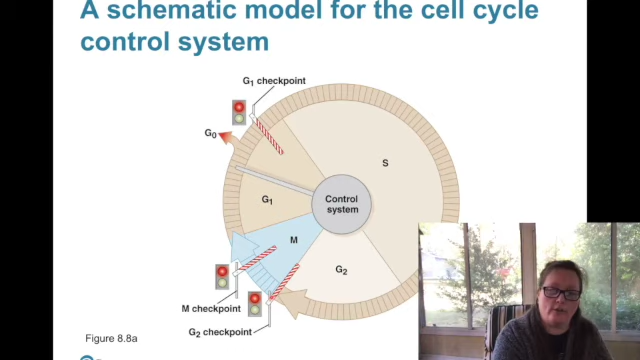 A schematic model for the cell cycle
control system
G1 checkpoint
G0
S
Control
system
G1
M
G2
M checkpoint
G2 checkpoint
Figure 8.8a